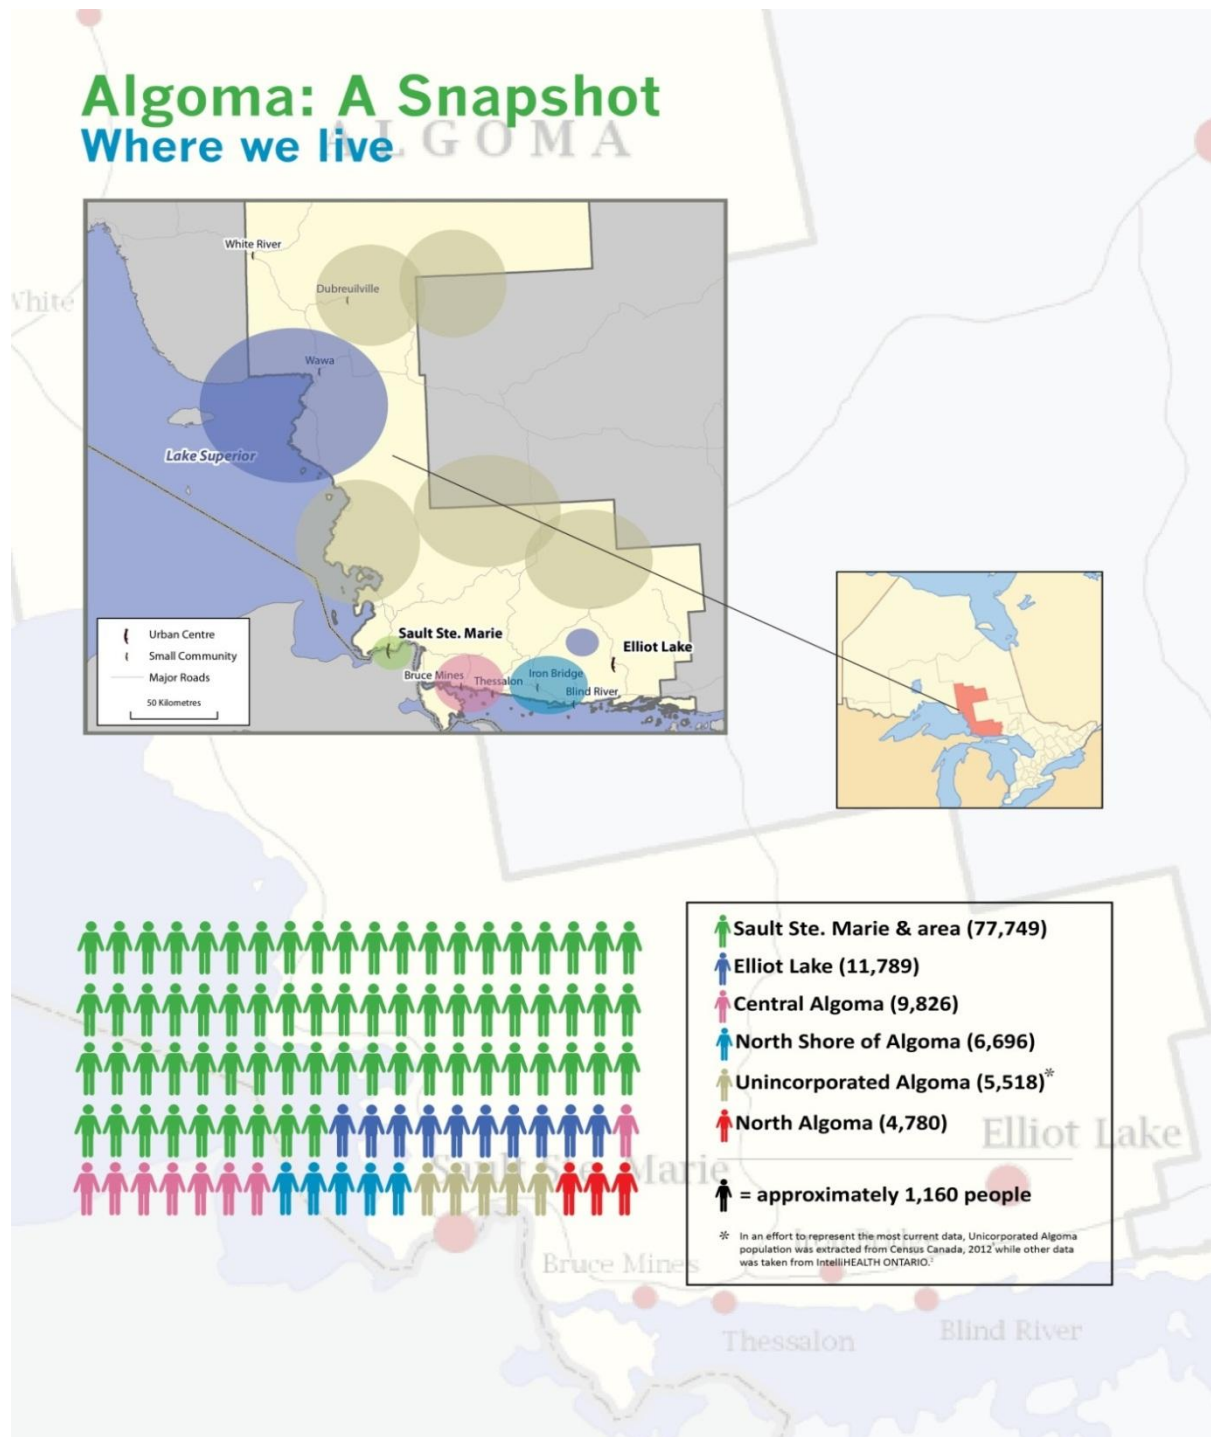 Algoma: A Snapshot
Where we live
ALGOMA
White River
White
Dubreuilville
Wawa
Lake Superior
Sault Ste. Marie
Elliot Lake
Bruce Mines
Thessalon
Iron Bridge
Blind River
Urban Centre
Small Community
Major Roads
50 Kilometres
Sault Ste. Marie & area (77,749)
Elliot Lake (11,789)
Central Algoma (9,826)
North Shore of Algoma (6,696)
Unincorporated Algoma (5,518)*
North Algoma (4,780)
Elliot Lake
Sault Ste. Marie
= approximately 1,160 people
* In an effort to represent the most current data, Unicorporated Algoma
population was extracted from Census Canada, 2012 while other data
was taken from IntelliHEALTH ONTARIO.²
Iron Bridge
Bruce Mines
Thessalon
Blind River